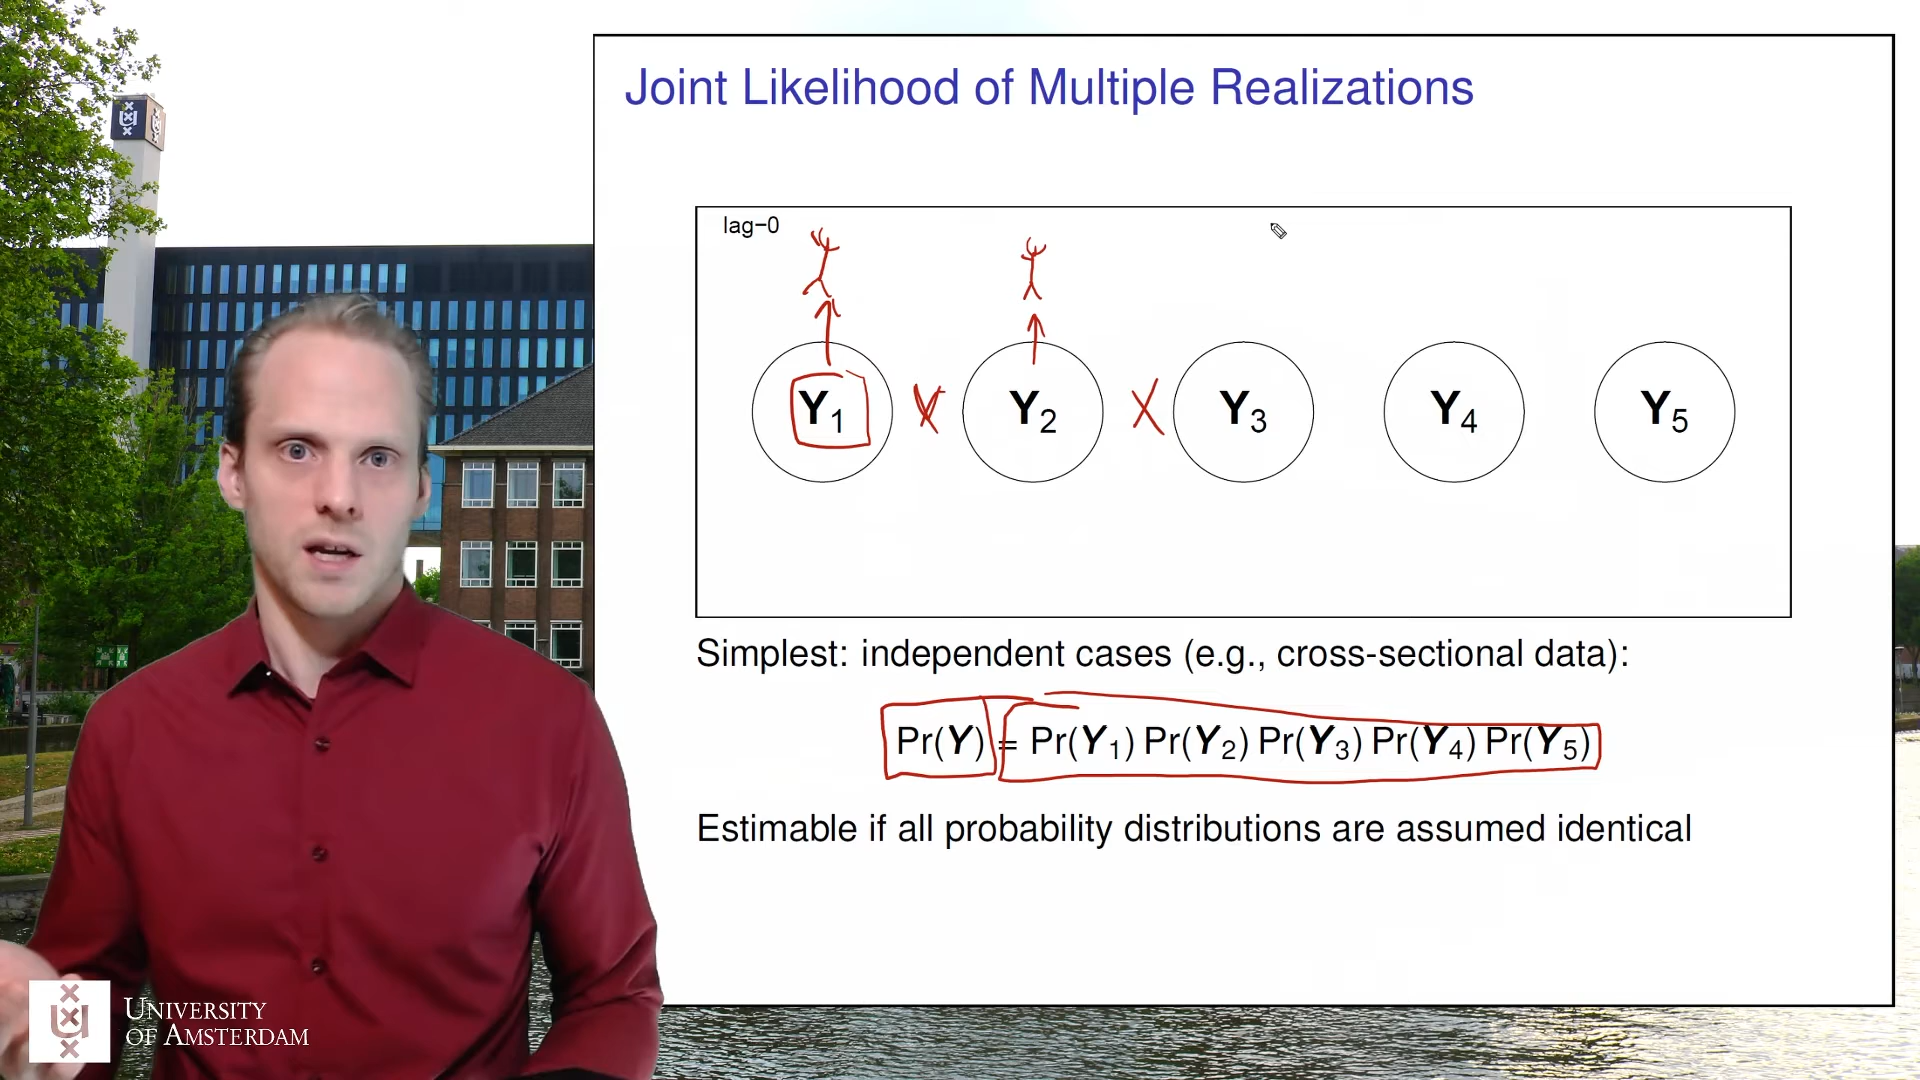 Joint Likelihood of Multiple Realizations
lag−0
Y1 Y2 Y3 Y4 Y5
Simplest: independent cases (e.g., cross-sectional data):
Pr(Y) = Pr(Y1) Pr(Y2) Pr(Y3) Pr(Y4) Pr(Y5)
Estimable if all probability distributions are assumed identical
UNIVERSITY
OF AMSTERDAM